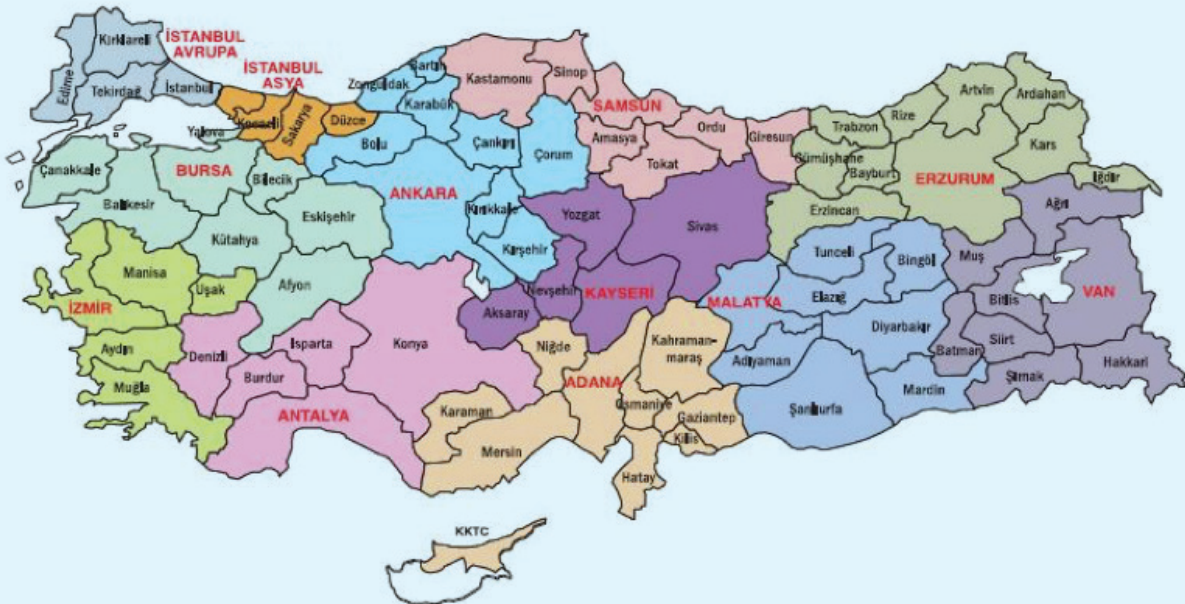 Kırklareli
Edirne
Tekirdağ
İstanbul
İSTANBUL
AVRUPA
İSTANBUL
ASYA
Yalova
Kocaeli
Sakarya
Düzce
Zonguldak
Bartın
Karabük
Kastamonu
Sinop
SAMSUN
Amasya
Tokat
Ordu
Giresun
Trabzon
Rize
Artvin
Ardahan
Kars
Iğdır
Gümüşhane
Bayburt
Erzincan
ERZURUM
Çanakkale
Balıkesir
BURSA
Bilecik
Eskişehir
Kütahya
Afyon
Bolu
Çankırı
Çorum
ANKARA
Kırıkkale
Kırşehir
Yozgat
Sivas
Nevşehir
KAYSERİ
Aksaray
Tunceli
Bingöl
Elazığ
MALATYA
Diyarbakır
Adıyaman
Şanlıurfa
Mardin
Ağrı
Muş
Bitlis
VAN
Siirt
Batman
Şırnak
Hakkari
Manisa
Uşak
İZMİR
Aydın
Muğla
Denizli
Isparta
Burdur
Konya
ANTALYA
Niğde
Kahraman-
maraş
ADANA
Osmaniye
Gaziantep
Killis
Karaman
Mersin
Hatay
KKTC